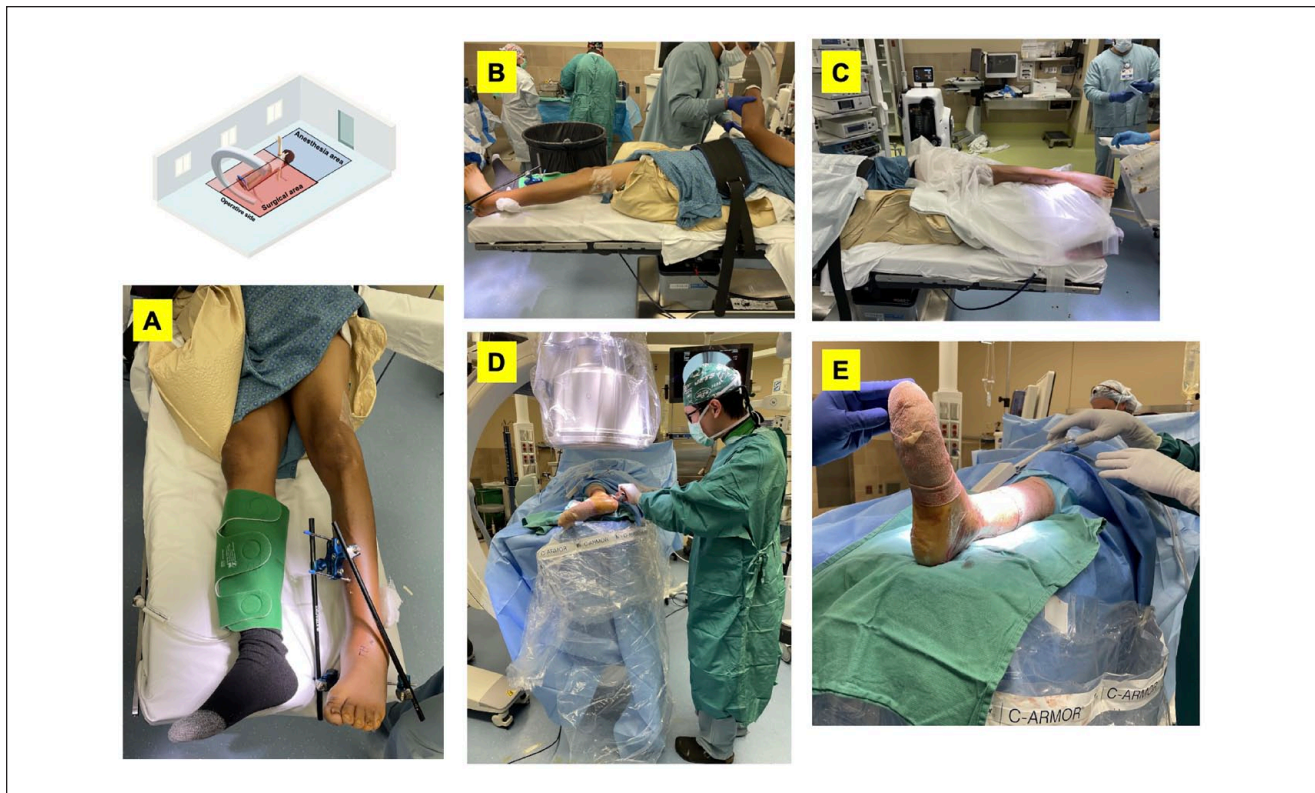 Anesthesia area
Surgical area
Operative side
A
B
C
D
C-ARMOR
E
C-ARMOR
C-ARMOR